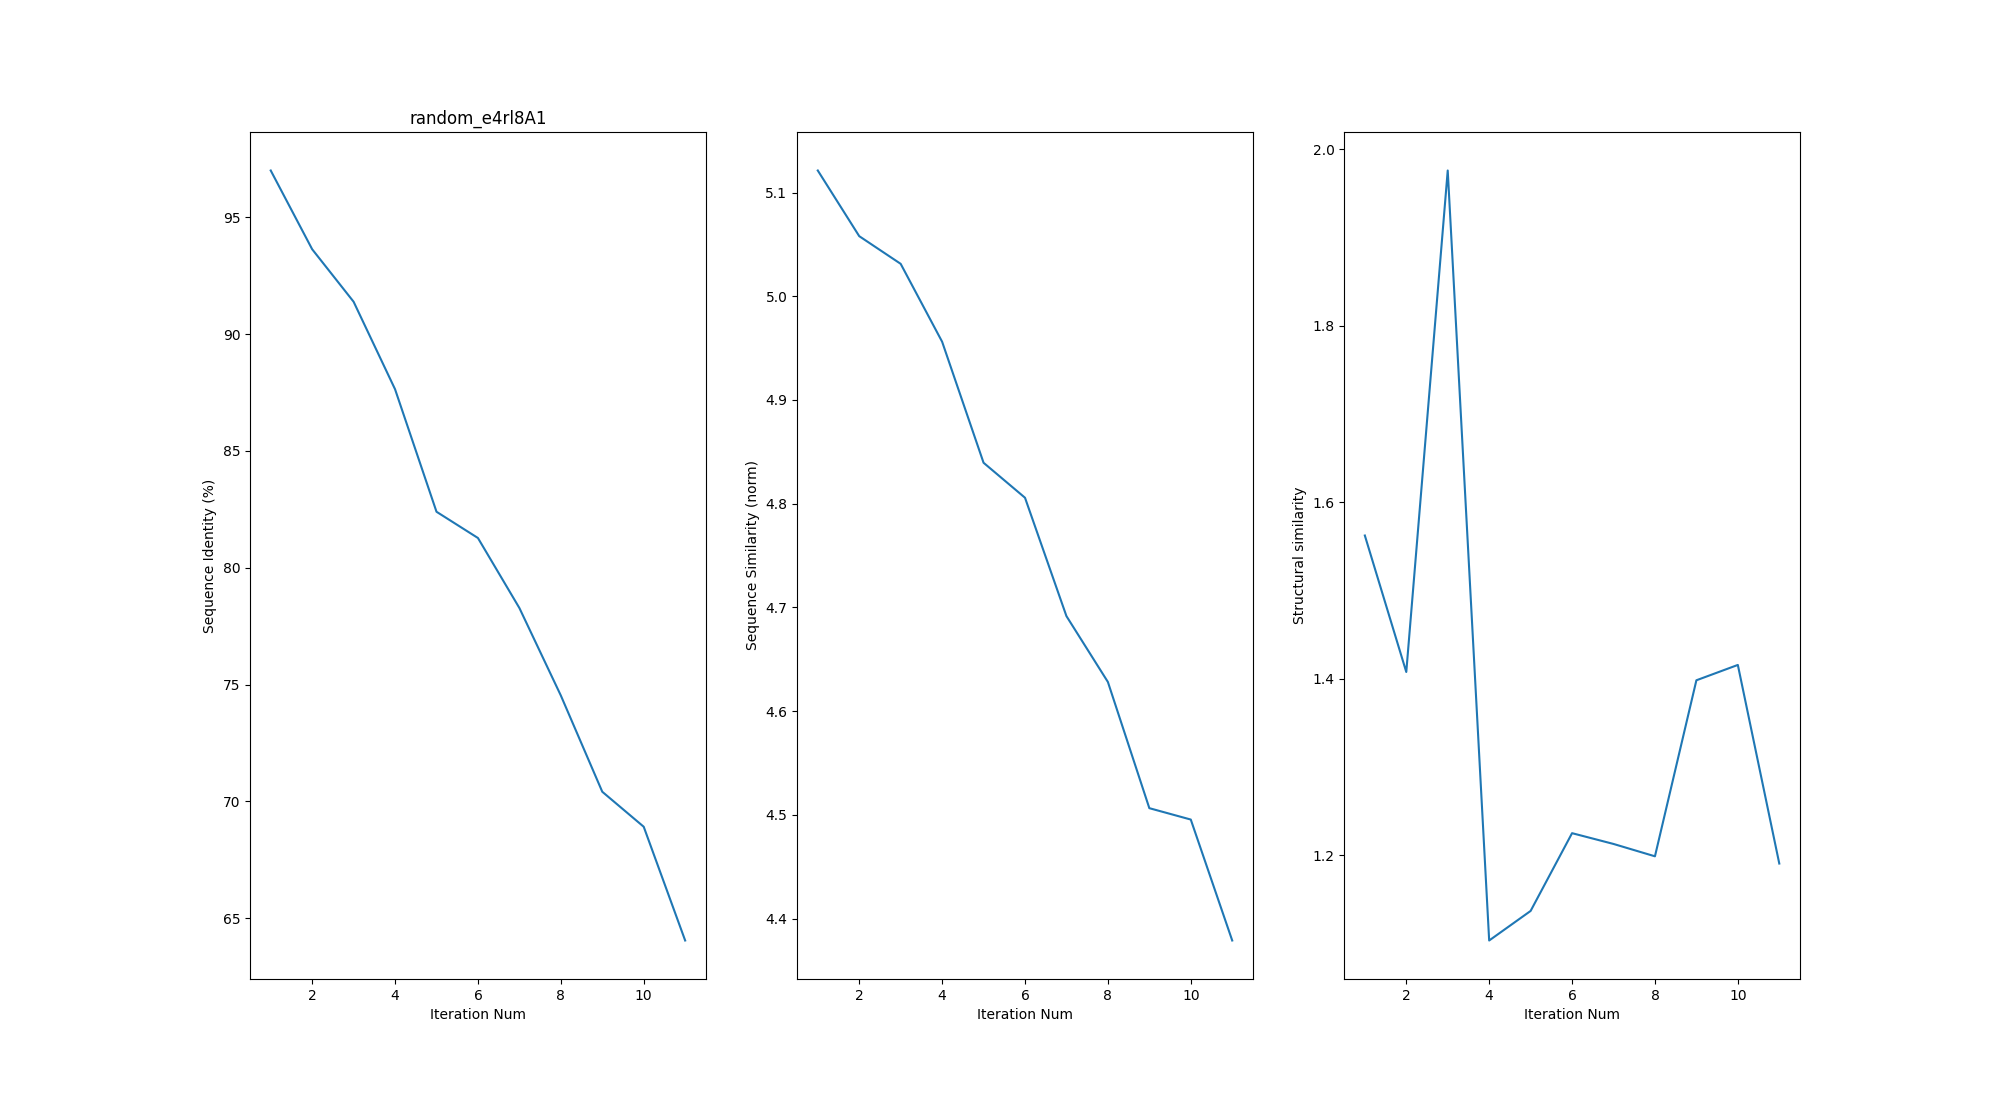 random_e4rl8A1
Sequence Identity (%)
95
90
85
80
75
70
65
2 4 6 8 10
Iteration Num
Sequence Similarity (norm)
5.1
5.0
4.9
4.8
4.7
4.6
4.5
4.4
2 4 6 8 10
Iteration Num
Structural similarity
2.0
1.8
1.6
1.4
1.2
2 4 6 8 10
Iteration Num